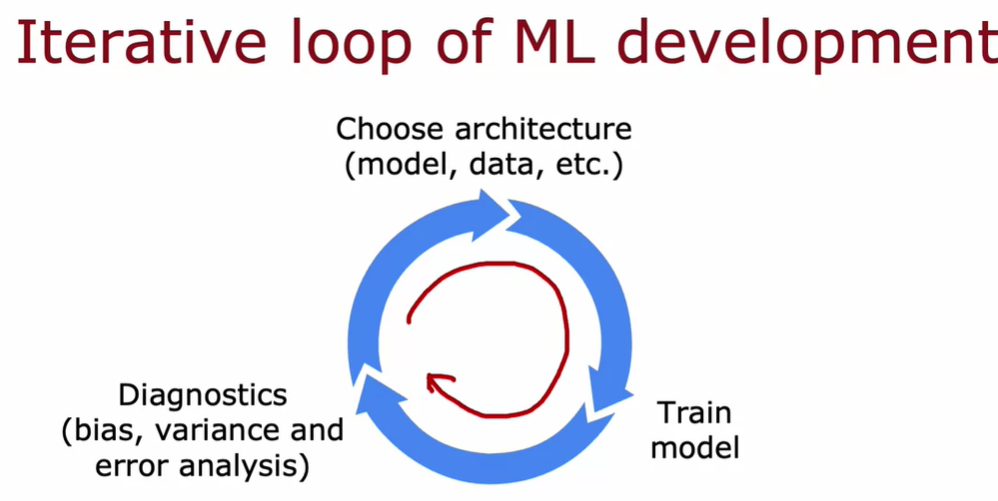 Iterative loop of ML development
Choose architecture
(model, data, etc.)
Diagnostics
(bias, variance and
error analysis)
Train
model